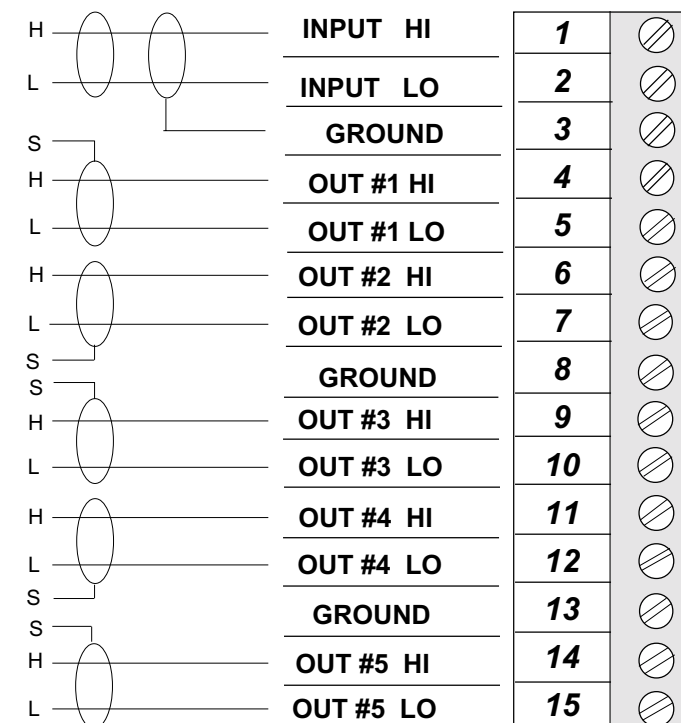 H INPUT HI 1
L INPUT LO 2
GROUND 3
S
H OUT #1 HI 4
L OUT #1 LO 5
H OUT #2 HI 6
L OUT #2 LO 7
S
GROUND 8
S
H OUT #3 HI 9
L OUT #3 LO 10
H OUT #4 HI 11
L OUT #4 LO 12
S
GROUND 13
S
H OUT #5 HI 14
L OUT #5 LO 15